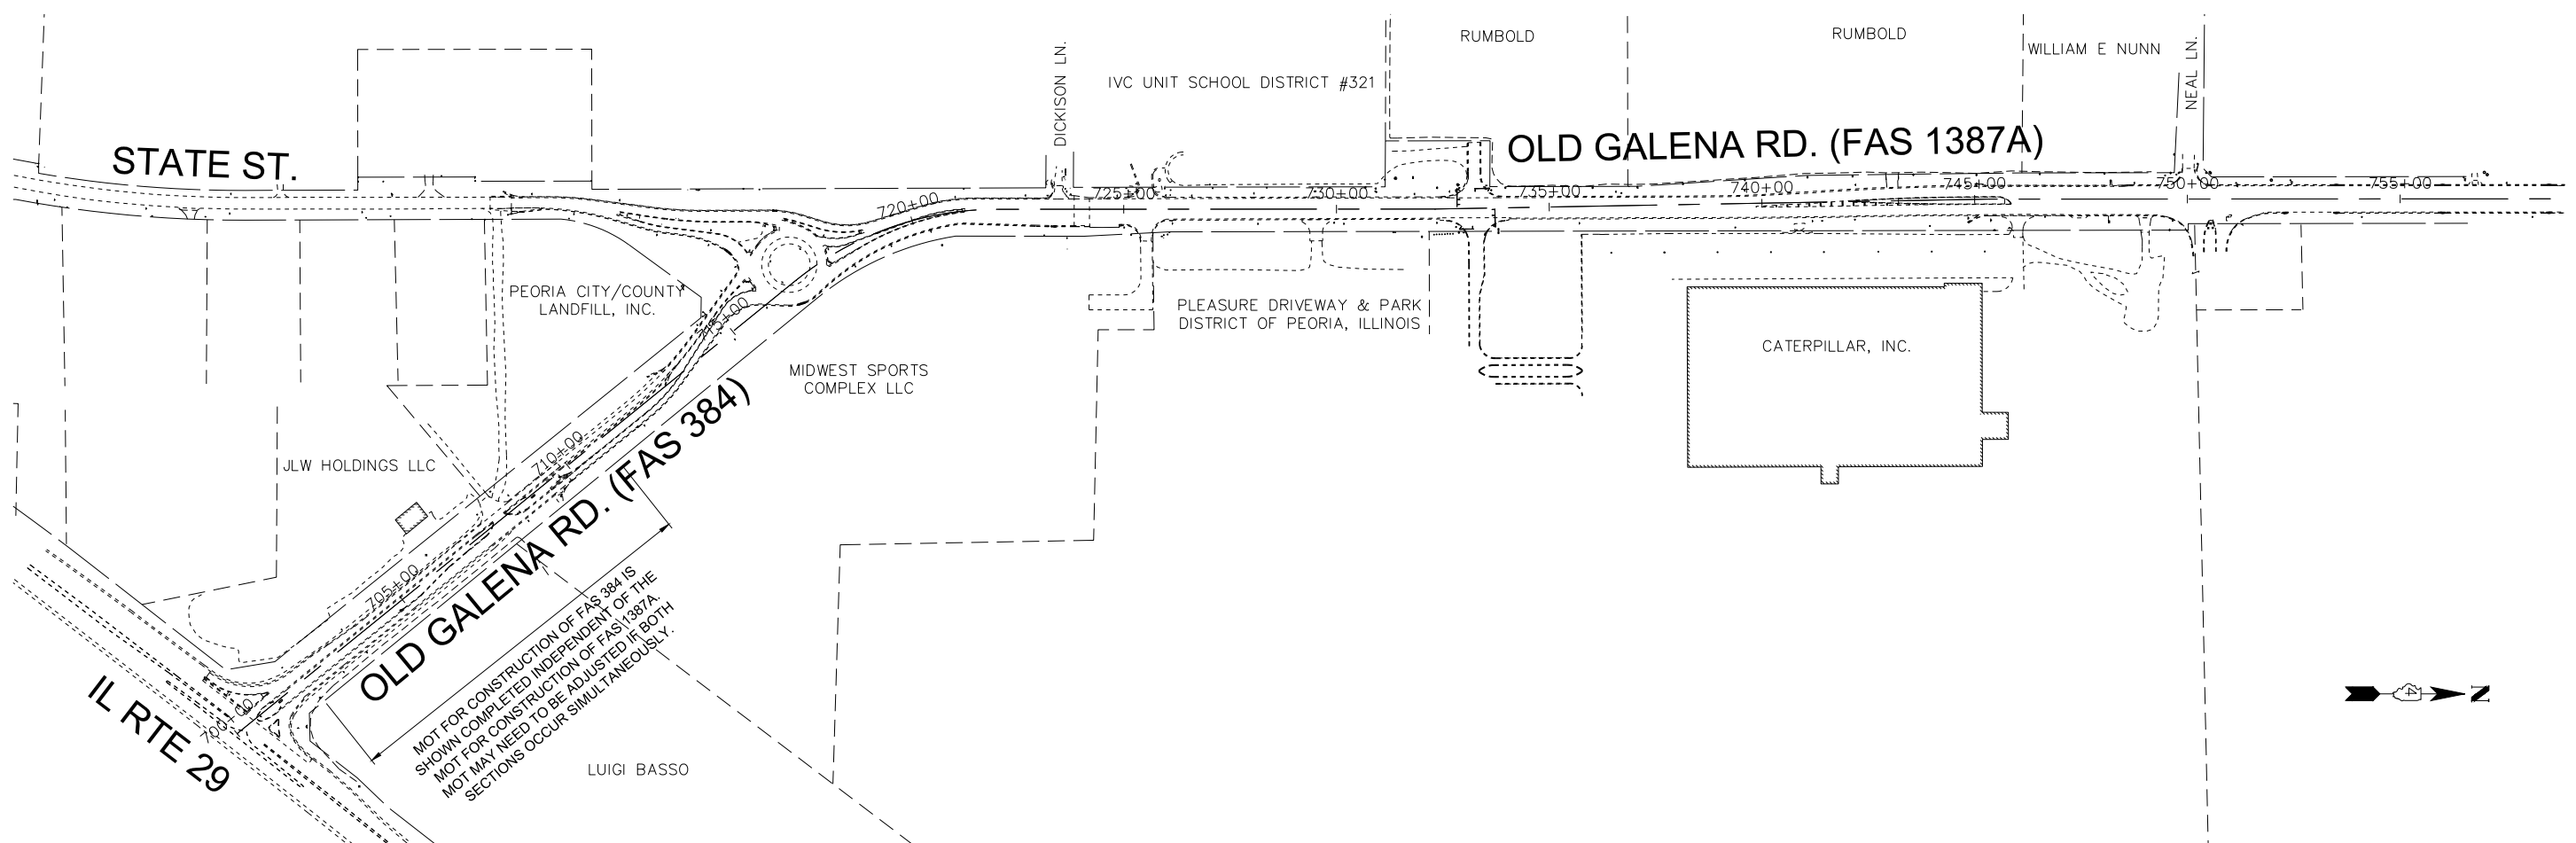 RUMBOLD
RUMBOLD
WILLIAM E NUNN
NEAL LN.
DICKISON LN.
IVC UNIT SCHOOL DISTRICT #321
STATE ST.
OLD GALENA RD. (FAS 1387A)
720+00
725+00
730+00
735+00
740+00
745+00
750+00
755+00
PEORIA CITY/COUNTY
LANDFILL, INC.
715+00
PLEASURE DRIVEWAY & PARK
DISTRICT OF PEORIA, ILLINOIS
CATERPILLAR, INC.
MIDWEST SPORTS
COMPLEX LLC
JLW HOLDINGS LLC
710+00
705+00
700+00
OLD GALENA RD. (FAS 384)
MOT FOR CONSTRUCTION OF FAS 384 IS
SHOWN COMPLETED INDEPENDENT OF THE
MOT FOR CONSTRUCTION OF FAS 1387A.
MOT MAY NEED TO BE ADJUSTED IF BOTH
SECTIONS OCCUR SIMULTANEOUSLY.
IL RTE 29
LUIGI BASSO
N